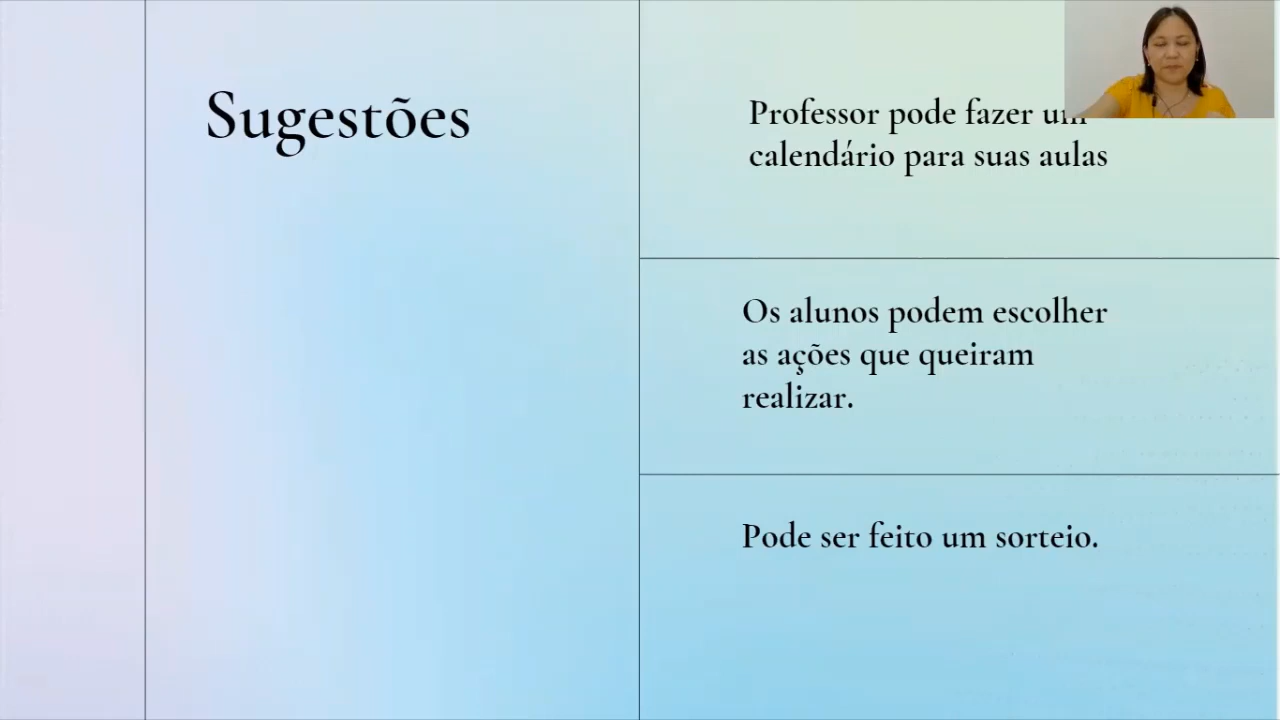 Sugestões
Professor pode fazer um
calendário para suas aulas
Os alunos podem escolher
as ações que queiram
realizar.
Pode ser feito um sorteio.